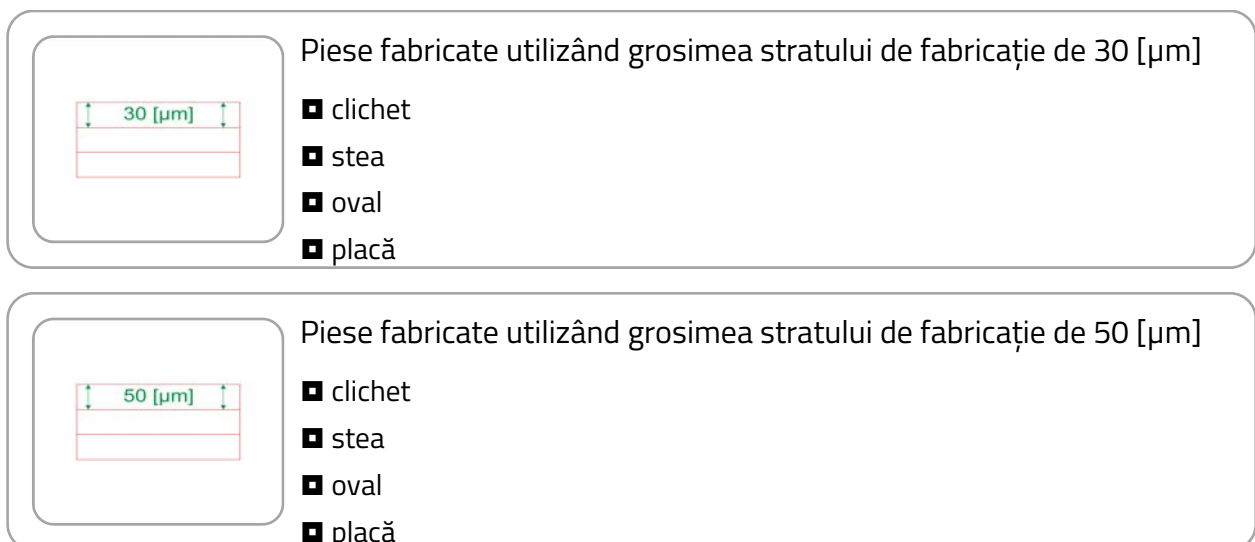 Piese fabricate utilizând grosimea stratului de fabricație de 30 [µm]
30 [µm]
clichet
stea
oval
placă
Piese fabricate utilizând grosimea stratului de fabricație de 50 [µm]
50 [µm]
clichet
stea
oval
placă